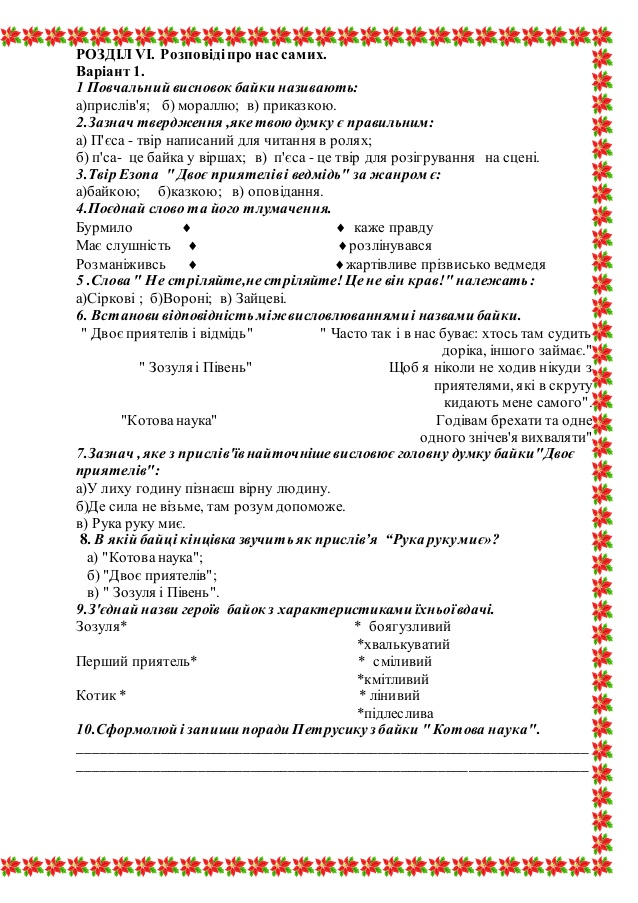 РОЗДІЛ VI. Розповіді про нас самих.
Варіант 1.
1 Повчальний висновок байки називають:
а)прислів'я; б) мораллю; в) приказкою.
2.Зазнач твердження ,яке твою думку є правильним:
а) П'єса - твір написаний для читання в ролях;
б) п'са- це байка у віршах; в) п'єса - це твір для розігрування на сцені.
3.Твір Езопа " Двоє приятелів і ведмідь" за жанром є:
а)байкою; б)казкою; в) оповідання.
4.Поєднай слово та його тлумачення.
Бурмило ♦ ♦ каже правду
Має слушність ♦ ♦розлінувався
Розманіживсь ♦ ♦жартівливе прізвисько ведмедя
5 .Слова " Не стріляйте,не стріляйте! Це не він крав!" належать :
а)Сіркові ; б)Вороні; в) Зайцеві.
6. Встанови відповідність між висловлюваннями і назвами байки.
" Двоє приятелів і відмідь" " Часто так і в нас буває: хтось там судить
доріка, іншого займає."
" Зозуля і Півень" Щоб я ніколи не ходив нікуди з
приятелями, які в скруту
кидають мене самого".
"Котова наука" Годівам брехати та одне
одного знічев'я вихваляти"
7.Зазнач , яке з прислів'їв найточніше висловює головну думку байки"Двоє
приятелів":
а)У лиху годину пізнаєш вірну людину.
б)Де сила не візьме, там розум допоможе.
в) Рука руку миє.
8. В якій байці кінцівка звучить як прислів’я “Рука руку миє»?
а) "Котова наука";
б) "Двоє приятелів";
в) " Зозуля і Півень".
9.З'єднай назви героїв байок з характеристиками їхньої вдачі.
Зозуля* * боягузливий
*хвалькуватий
Перший приятель* * сміливий
*кмітливий
Котик * * лінивий
*підлеслива
10.Сформолюй і запиши поради Петрусику з байки " Котова наука".